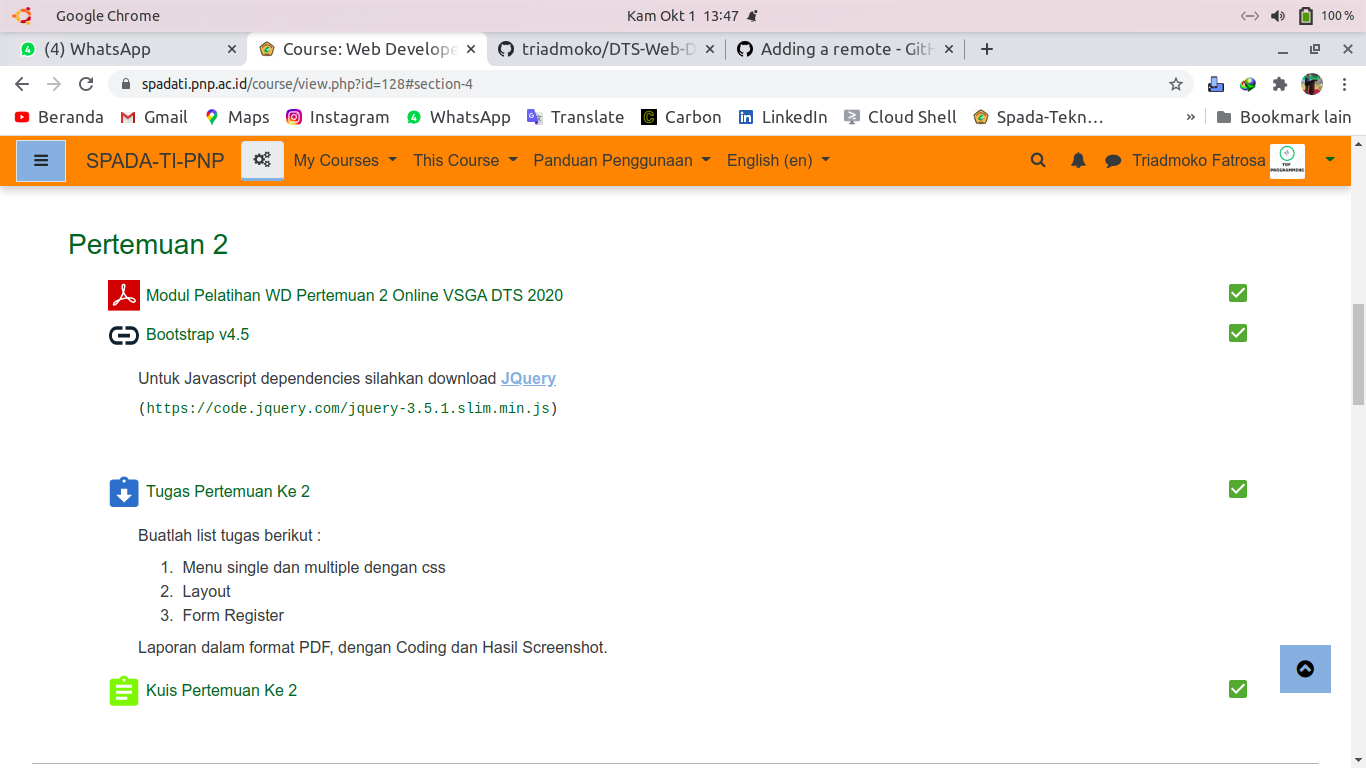 Google Chrome
Kam Okt 1 13:47
100 %
(4) WhatsApp
Course: Web Develope
triadmoko/DTS-Web-D
Adding a remote - GitH
spadati.pnp.ac.id/course/view.php?id=128#section-4
Beranda
Gmail
Maps
Instagram
WhatsApp
Translate
Carbon
LinkedIn
Cloud Shell
Spada-Tekn…
»
Bookmark lain
SPADA-TI-PNP
My Courses
This Course
Panduan Penggunaan
English (en)
Triadmoko Fatrosa
TOP
PROGRAMMING
Pertemuan 2
Modul Pelatihan WD Pertemuan 2 Online VSGA DTS 2020
Bootstrap v4.5
Untuk Javascript dependencies silahkan download JQuery
(https://code.jquery.com/jquery-3.5.1.slim.min.js)
Tugas Pertemuan Ke 2
Buatlah list tugas berikut :
1. Menu single dan multiple dengan css
2. Layout
3. Form Register
Laporan dalam format PDF, dengan Coding dan Hasil Screenshot.
Kuis Pertemuan Ke 2